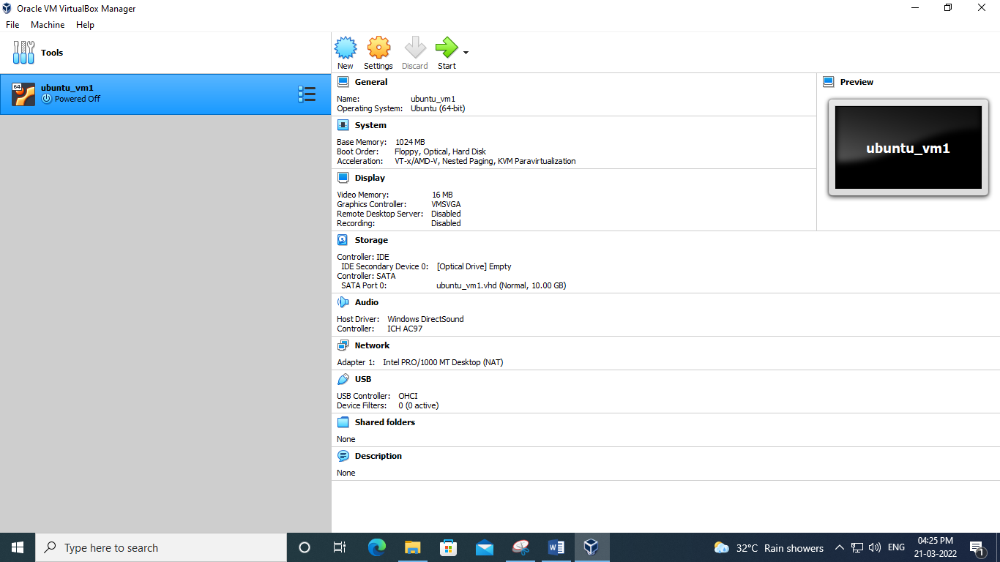 Oracle VM VirtualBox Manager
File Machine Help
Tools
New Settings Discard Start
64
ubuntu_vm1
Powered Off
General
Name: ubuntu_vm1
Operating System: Ubuntu (64-bit)
System
Base Memory: 1024 MB
Boot Order: Floppy, Optical, Hard Disk
Acceleration: VT-x/AMD-V, Nested Paging, KVM Paravirtualization
Display
Video Memory: 16 MB
Graphics Controller: VMSVGA
Remote Desktop Server: Disabled
Recording: Disabled
Preview
ubuntu_vm1
Storage
Controller: IDE
IDE Secondary Device 0: [Optical Drive] Empty
Controller: SATA
SATA Port 0: ubuntu_vm1.vhd (Normal, 10.00 GB)
Audio
Host Driver: Windows DirectSound
Controller: ICH AC97
Network
Adapter 1: Intel PRO/1000 MT Desktop (NAT)
USB
USB Controller: OHCI
Device Filters: 0 (0 active)
Shared folders
None
Description
None
Type here to search
32°C Rain showers
ENG
04:25 PM
21-03-2022
1